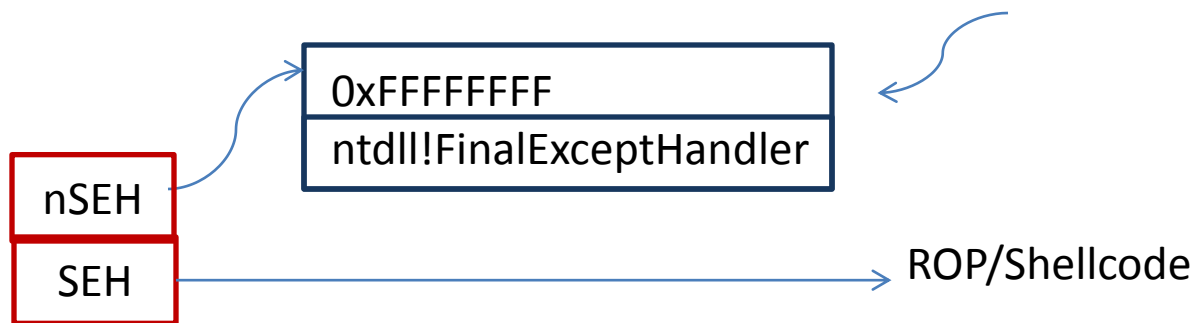 0xFFFFFFFF
ntdll!FinalExceptHandler
nSEH
SEH
ROP/Shellcode